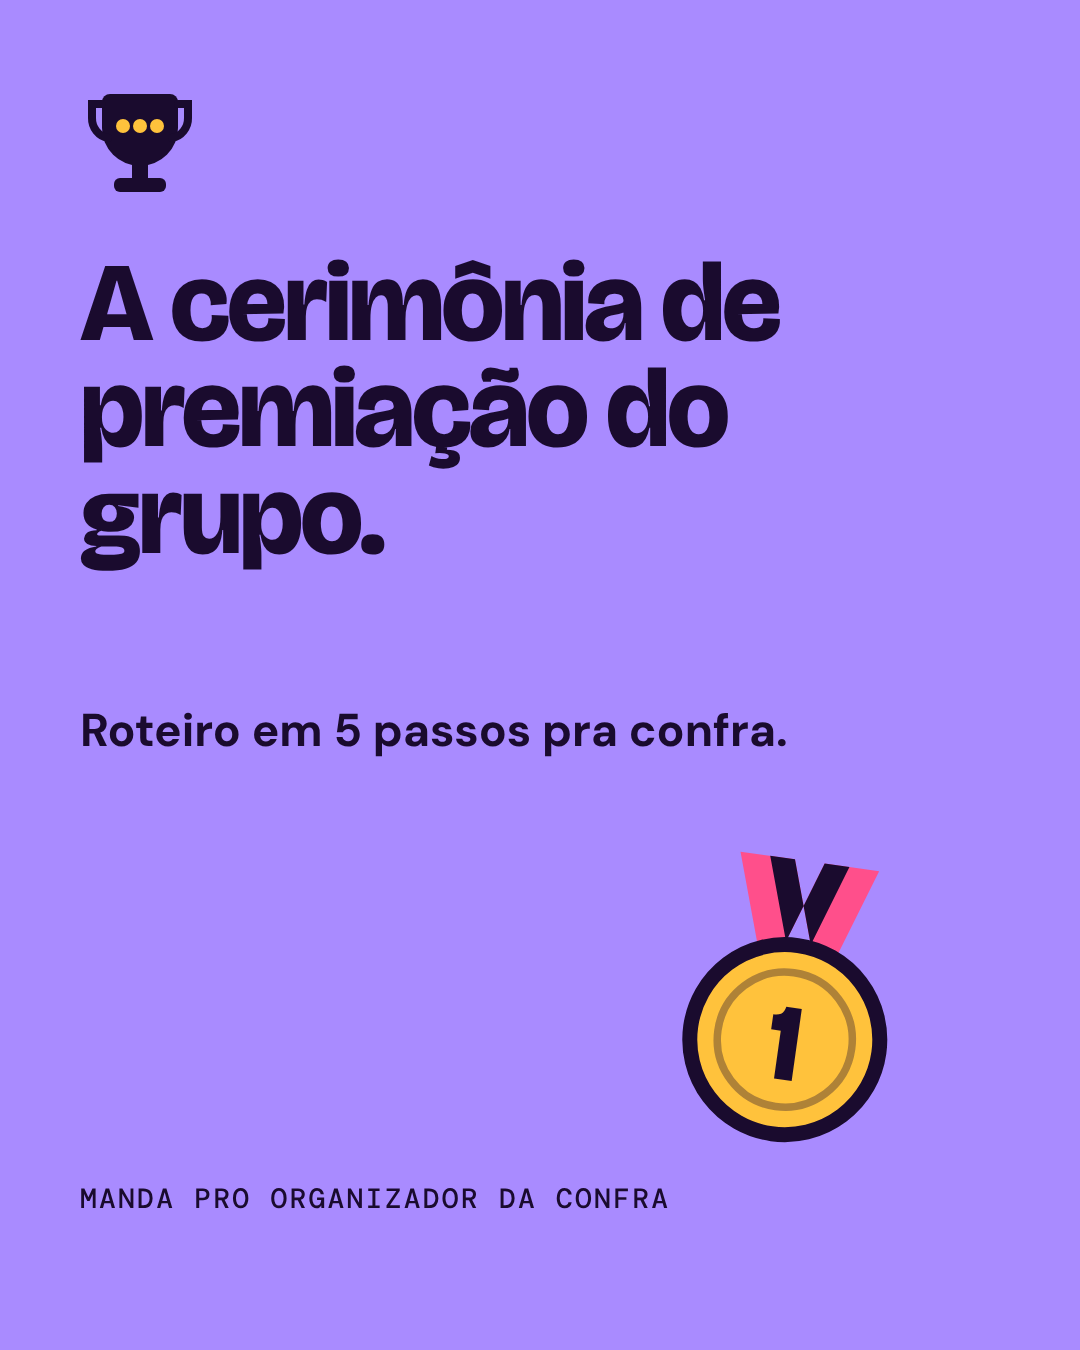 A cerimônia de
premiação do
grupo.
Roteiro em 5 passos pra confra.
1
MANDA PRO ORGANIZADOR DA CONFRA